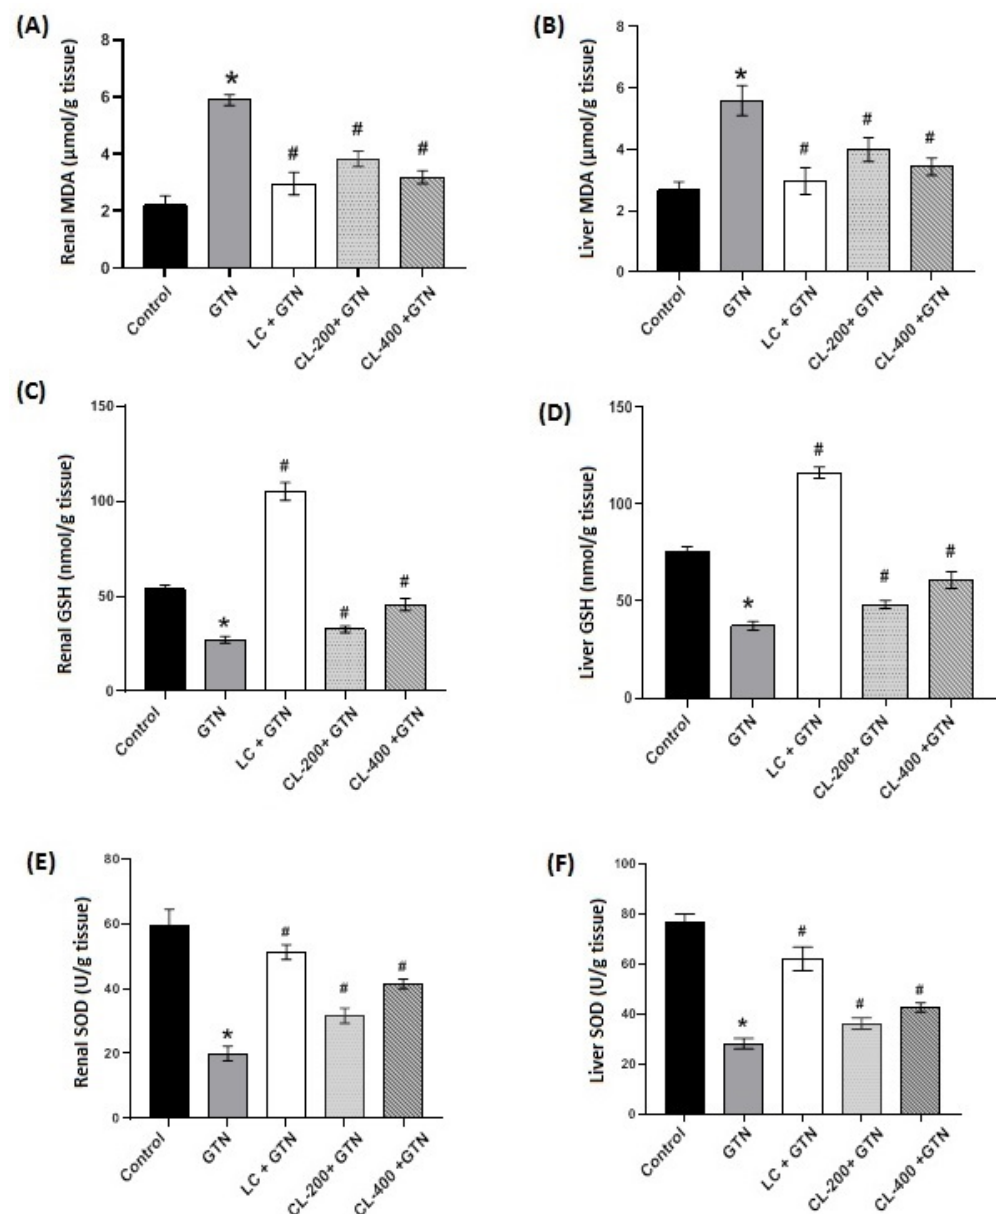 (A)
Renal MDA (µmol/g tissue)
8
6
4
2
0
*
#
#
#
Control
GTN
LC + GTN
CL-200+ GTN
CL-400 +GTN
(B)
Liver MDA (µmol/g tissue)
8
6
4
2
0
*
#
#
#
Control
GTN
LC + GTN
CL-200+ GTN
CL-400 +GTN
(C)
Renal GSH (nmol/g tissue)
150
100
50
0
*
#
#
#
Control
GTN
LC + GTN
CL-200+ GTN
CL-400 +GTN
(D)
Liver GSH (nmol/g tissue)
150
100
50
0
*
#
#
#
Control
GTN
LC + GTN
CL-200+ GTN
CL-400 +GTN
(E)
Renal SOD (U/g tissue)
80
60
40
20
0
*
#
#
#
Control
GTN
LC + GTN
CL-200+ GTN
CL-400 +GTN
(F)
Liver SOD (U/g tissue)
100
80
60
40
20
0
*
#
#
#
Control
GTN
LC + GTN
CL-200+ GTN
CL-400 +GTN